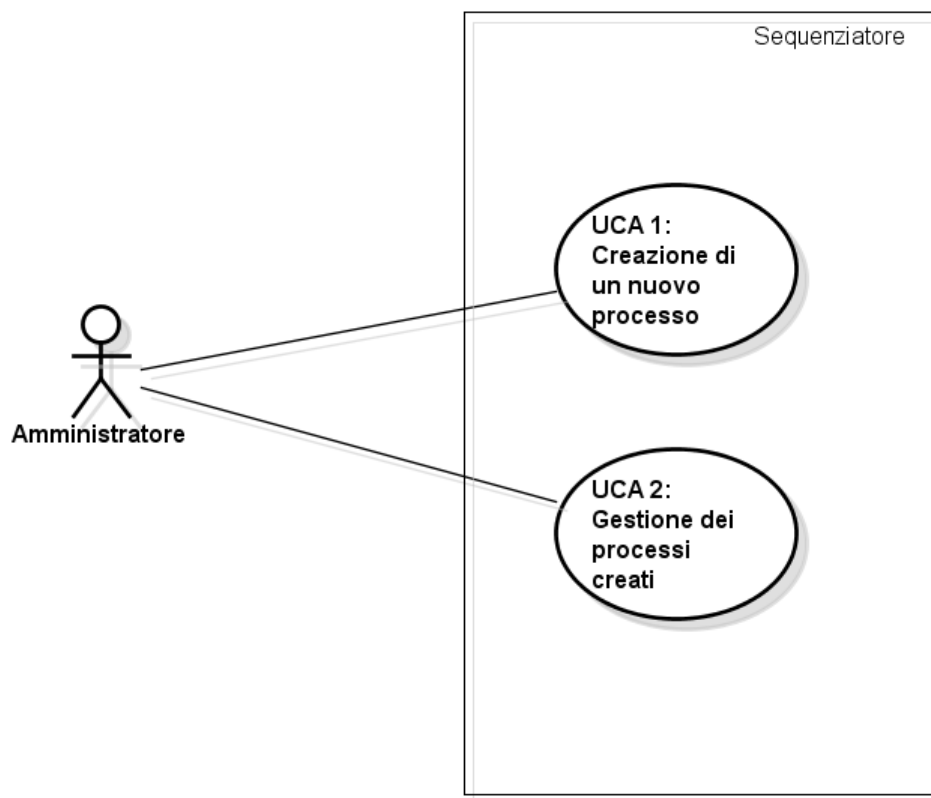 Sequenziatore
UCA 1:
Creazione di
un nuovo
processo
Amministratore
UCA 2:
Gestione dei
processi
creati